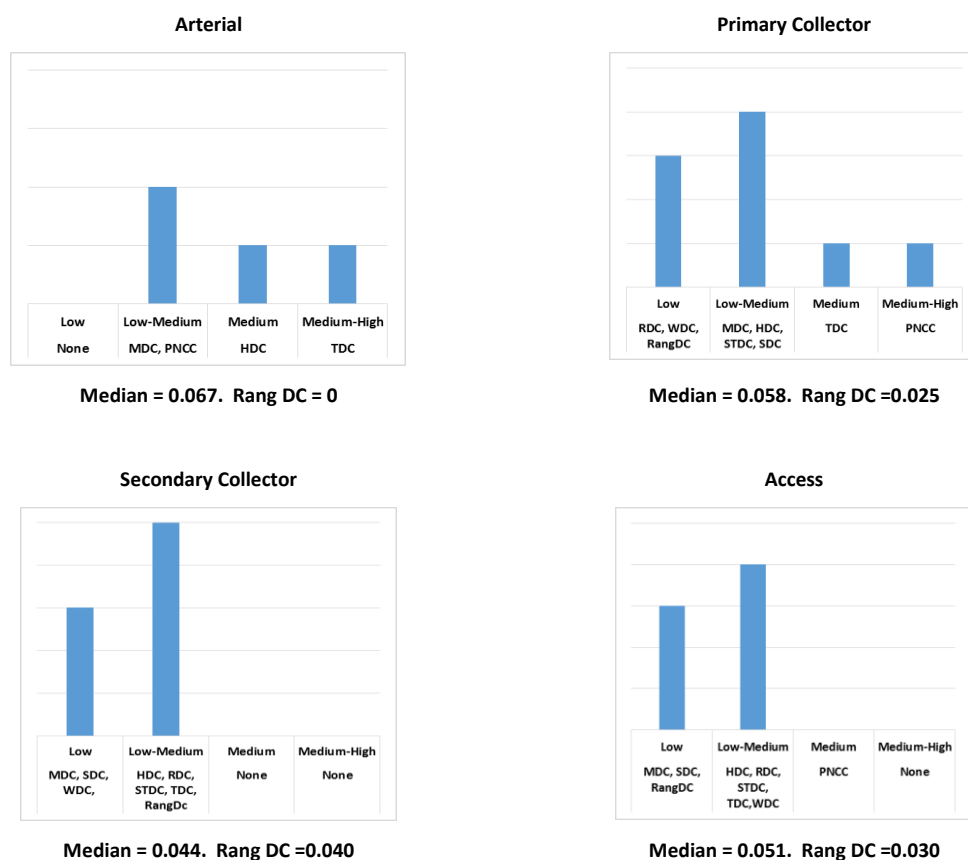 Arterial
Low
Low-Medium
Medium
Medium-High
None
MDC, PNCC
HDC
TDC
Median = 0.067.  Rang DC = 0
Primary Collector
Low
Low-Medium
Medium
Medium-High
RDC, WDC,
RangDC
MDC, HDC,
STDC, SDC
TDC
PNCC
Median = 0.058.  Rang DC =0.025
Secondary Collector
Low
Low-Medium
Medium
Medium-High
MDC, SDC,
WDC,
HDC, RDC,
STDC, TDC,
RangDc
None
None
Median = 0.044.  Rang DC =0.040
Access
Low
Low-Medium
Medium
Medium-High
MDC, SDC,
RangDC
HDC, RDC,
STDC,
TDC,WDC
PNCC
None
Median = 0.051.  Rang DC =0.030